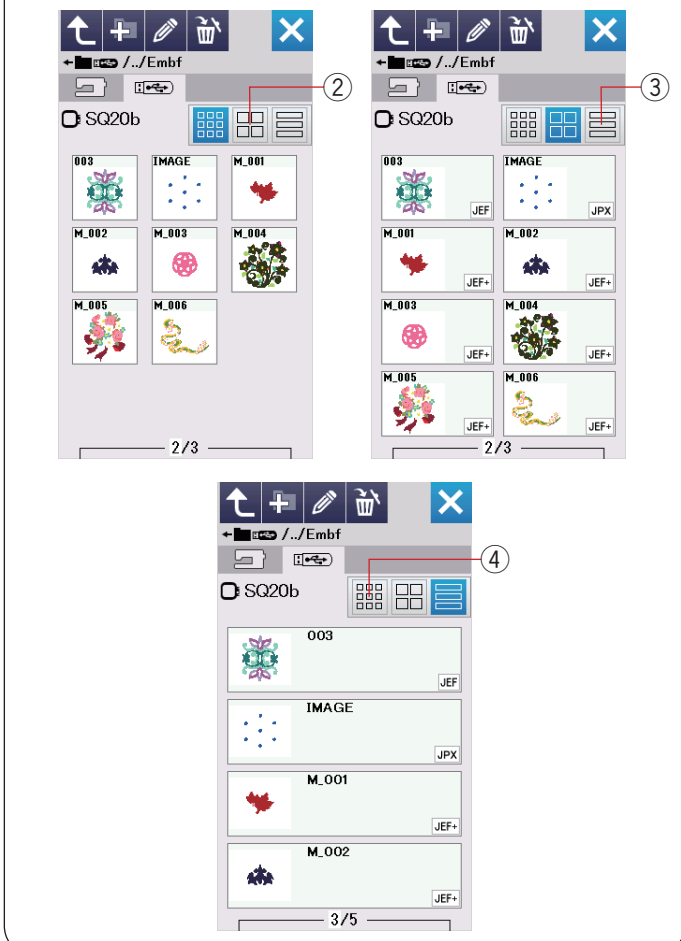 /../Embf
SQ20b
②
003 IMAGE M_001
M_002 M_003 M_004
M_005 M_006
2/3
/../Embf
SQ20b
③
003 IMAGE
JEF JPX
M_001 M_002
JEF+ JEF+
M_003 M_004
JEF+ JEF+
M_005 M_006
JEF+ JEF+
2/3
/../Embf
SQ20b
④
003
JEF
IMAGE
JPX
M_001
JEF+
M_002
JEF+
3/5